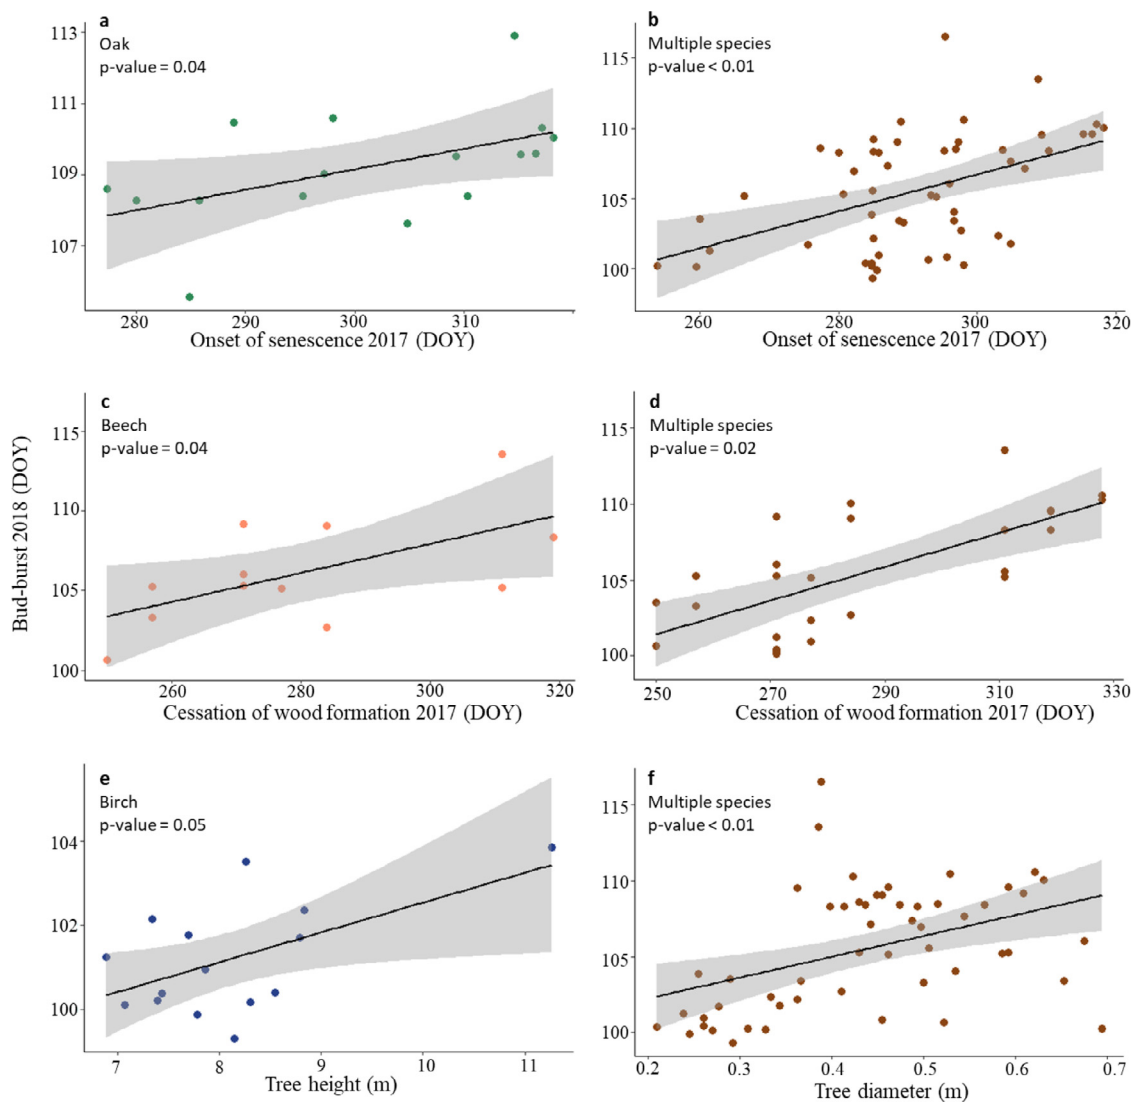 a
Oak
p-value = 0.04
113
111
109
107
280
290
300
310
Onset of senescence 2017 (DOY)
b
Multiple species
p-value < 0.01
115
110
105
100
260
280
300
320
Onset of senescence 2017 (DOY)
Bud-burst 2018 (DOY)
c
Beech
p-value = 0.04
115
110
105
100
260
280
300
320
Cessation of wood formation 2017 (DOY)
d
Multiple species
p-value = 0.02
115
110
105
100
250
270
290
310
330
Cessation of wood formation 2017 (DOY)
e
Birch
p-value = 0.05
104
102
100
7
8
9
10
11
Tree height (m)
f
Multiple species
p-value < 0.01
115
110
105
100
0.2
0.3
0.4
0.5
0.6
0.7
Tree diameter (m)